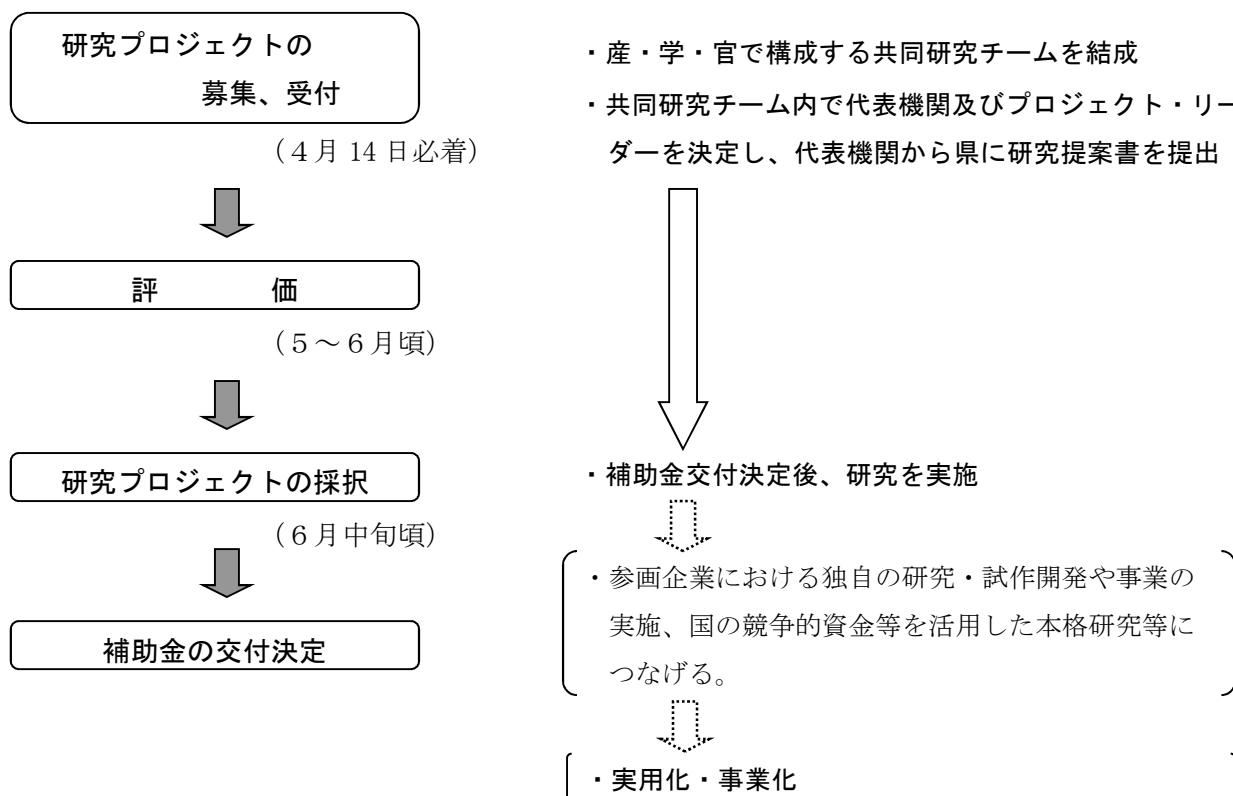 研究プロジェクトの
募集、受付
（４月 14 日必着）
評　　　価
（５～６月頃）
研究プロジェクトの採択
（６月中旬頃）
補助金の交付決定
・産・学・官で構成する共同研究チームを結成
・共同研究チーム内で代表機関及びプロジェクト・リー
ダーを決定し、代表機関から県に研究提案書を提出
・補助金交付決定後、研究を実施
・参画企業における独自の研究・試作開発や事業の
実施、国の競争的資金等を活用した本格研究等に
つなげる。
・実用化・事業化